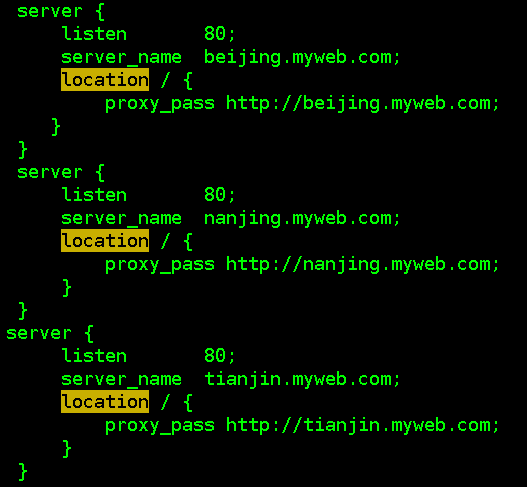 server {
listen 80;
server_name beijing.myweb.com;
location / {
proxy_pass http://beijing.myweb.com;
}
}
server {
listen 80;
server_name nanjing.myweb.com;
location / {
proxy_pass http://nanjing.myweb.com;
}
}
server {
listen 80;
server_name tianjin.myweb.com;
location / {
proxy_pass http://tianjin.myweb.com;
}
}